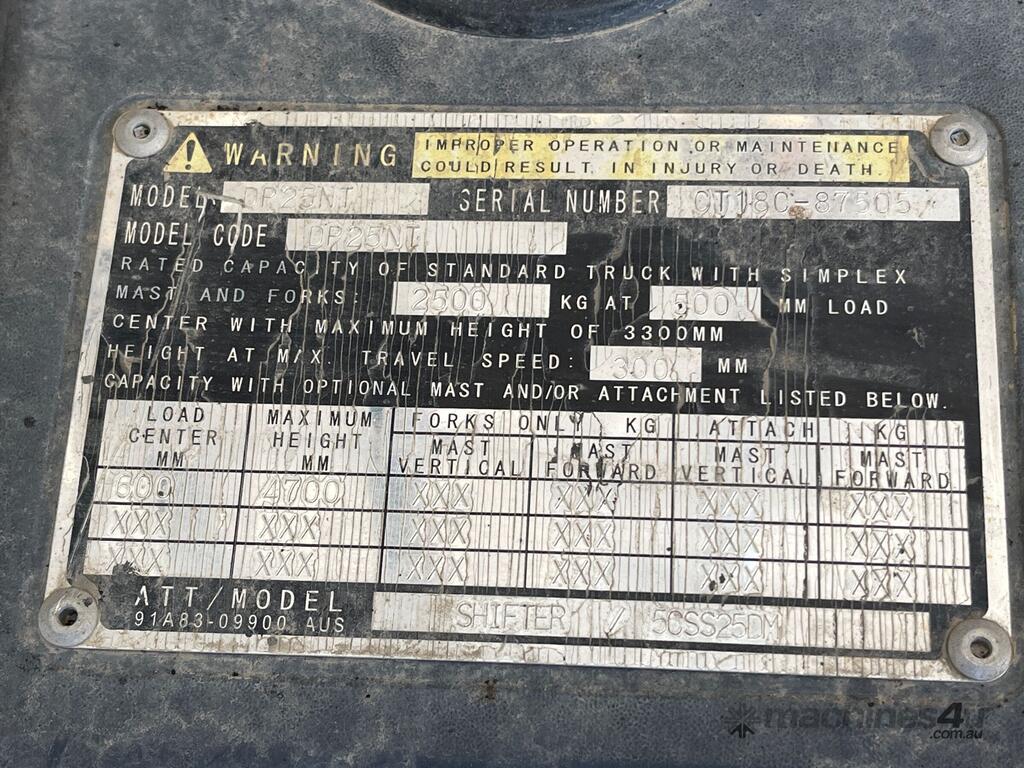 WARNING IMPROPER OPERATION OR MAINTENANCE
COULD RESULT IN INJURY OR DEATH.
MODEL DP25NT SERIAL NUMBER CT18C-87505
MODEL CODE DP25NT
RATED CAPACITY OF STANDARD TRUCK WITH SIMPLEX
MAST AND FORKS: 2500 KG AT 500 MM LOAD
CENTER WITH MAXIMUM HEIGHT OF 3300MM
HEIGHT AT MAX. TRAVEL SPEED: 300 MM
CAPACITY WITH OPTIONAL MAST AND/OR ATTACHMENT LISTED BELOW.
LOAD CENTER MM MAXIMUM HEIGHT MM FORKS ONLY KG ATTACH KG
MAST VERTICAL MAST FORWARD MAST VERTICAL MAST FORWARD
600 4700 XXX XXX XXX XXX
XXX XXX XXX XXX XXX XXX
XXX XXX XXX XXX XXX XXX
ATT/MODEL SHIFTER / 5CSS25DM
91A83-09900 AUS
machines4u
.com.au